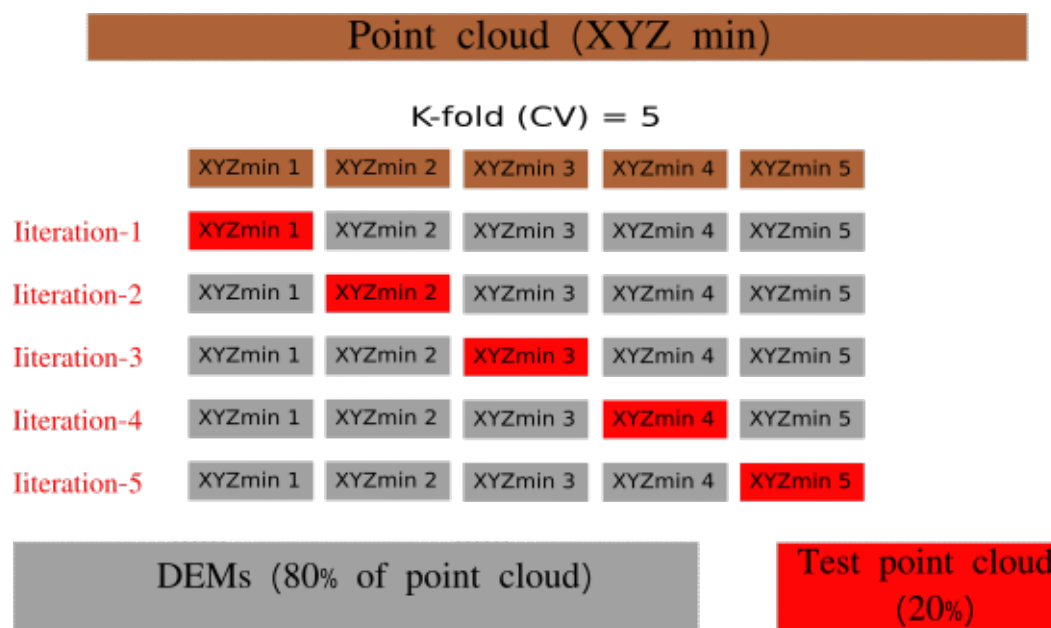 Point cloud (XYZ min)
K-fold (CV) = 5
XYZmin 1 XYZmin 2 XYZmin 3 XYZmin 4 XYZmin 5
Iiteration-1 XYZmin 1 XYZmin 2 XYZmin 3 XYZmin 4 XYZmin 5
Iiteration-2 XYZmin 1 XYZmin 2 XYZmin 3 XYZmin 4 XYZmin 5
Iiteration-3 XYZmin 1 XYZmin 2 XYZmin 3 XYZmin 4 XYZmin 5
Iiteration-4 XYZmin 1 XYZmin 2 XYZmin 3 XYZmin 4 XYZmin 5
Iiteration-5 XYZmin 1 XYZmin 2 XYZmin 3 XYZmin 4 XYZmin 5
DEMs (80% of point cloud)
Test point cloud
(20%)